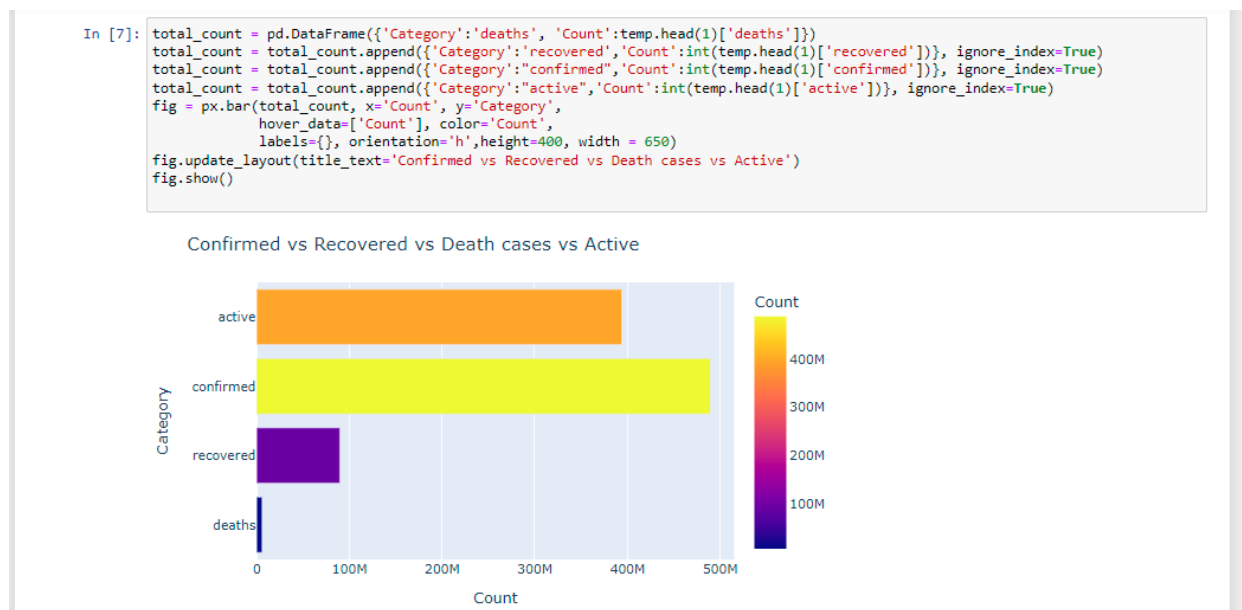 In [7]: total_count = pd.DataFrame({'Category':'deaths', 'Count':temp.head(1)['deaths']})
total_count = total_count.append({'Category':'recovered','Count':int(temp.head(1)['recovered'])}, ignore_index=True)
total_count = total_count.append({'Category':"confirmed",'Count':int(temp.head(1)['confirmed'])}, ignore_index=True)
total_count = total_count.append({'Category':"active",'Count':int(temp.head(1)['active'])}, ignore_index=True)
fig = px.bar(total_count, x='Count', y='Category',
hover_data=['Count'], color='Count',
labels={}, orientation='h',height=400, width = 650)
fig.update_layout(title_text='Confirmed vs Recovered vs Death cases vs Active')
fig.show()
Confirmed vs Recovered vs Death cases vs Active
Category
active
confirmed
recovered
deaths
0 100M 200M 300M 400M 500M
Count
Count
400M
300M
200M
100M